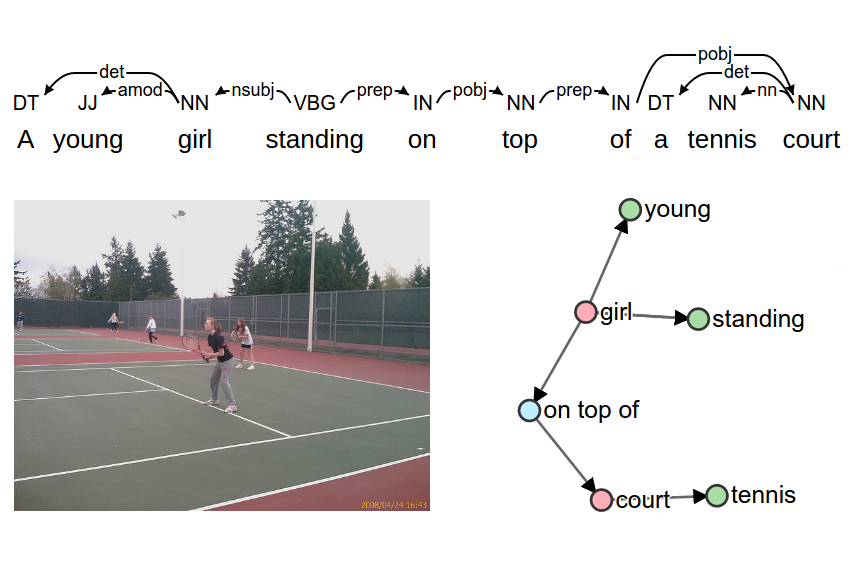 pobj
det det
amod nsubj prep pobj prep nn
DT JJ NN VBG IN NN IN DT NN NN
A young girl standing on top of a tennis court
young
girl standing
on top of
court tennis
2008/04/24 16:43